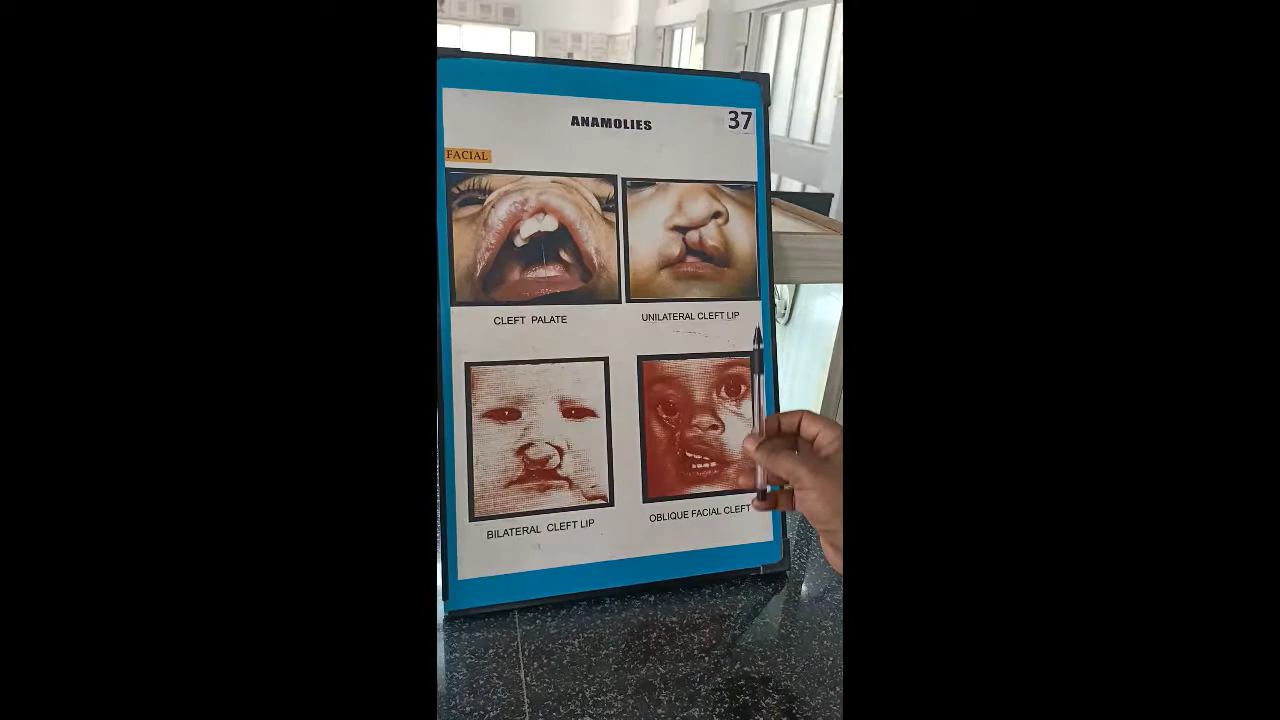 ANAMOLIES
37
FACIAL
CLEFT PALATE
UNILATERAL CLEFT LIP
BILATERAL CLEFT LIP
OBLIQUE FACIAL CLEFT